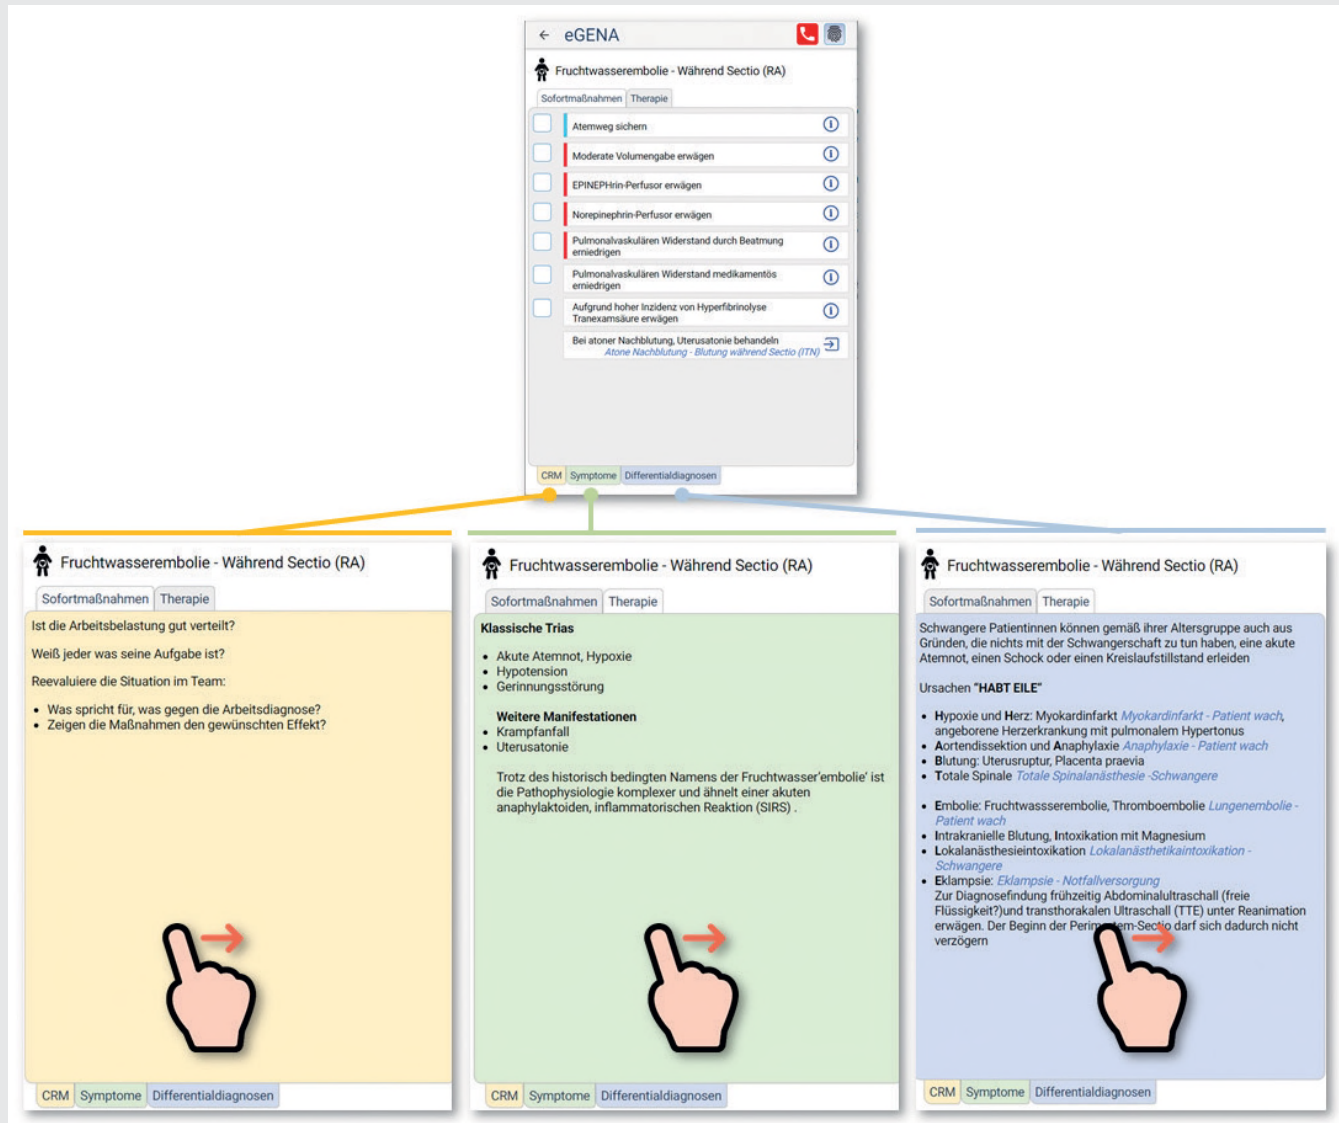 eGENA
Fruchtwasserembolie - Während Sectio (RA)
Sofortmaßnahmen Therapie
Atemweg sichern
Moderate Volumengabe erwägen
EPINEPHrin-Perfusor erwägen
Norepinephrin-Perfusor erwägen
Pulmonalvaskulären Widerstand durch Beatmung
erniedrigen
Pulmonalvaskulären Widerstand medikamentös
erniedrigen
Aufgrund hoher Inzidenz von Hyperfibrinolyse
Tranexamsäure erwägen
Bei atoner Nachblutung, Uterusatonie behandeln
Atone Nachblutung - Blutung während Sectio (ITN)
CRM Symptome Differentialdiagnosen
Fruchtwasserembolie - Während Sectio (RA)
Sofortmaßnahmen Therapie
Ist die Arbeitsbelastung gut verteilt?
Weiß jeder was seine Aufgabe ist?
Reevaluiere die Situation im Team:
• Was spricht für, was gegen die Arbeitsdiagnose?
• Zeigen die Maßnahmen den gewünschten Effekt?
CRM Symptome Differentialdiagnosen
Fruchtwasserembolie - Während Sectio (RA)
Sofortmaßnahmen Therapie
Klassische Trias
• Akute Atemnot, Hypoxie
• Hypotension
• Gerinnungsstörung
Weitere Manifestationen
• Krampfanfall
• Uterusatonie
Trotz des historisch bedingten Namens der Fruchtwasser'embolie' ist
die Pathophysiologie komplexer und ähnelt einer akuten
anaphylaktoiden, inflammatorischen Reaktion (SIRS) .
CRM Symptome Differentialdiagnosen
Fruchtwasserembolie - Während Sectio (RA)
Sofortmaßnahmen Therapie
Schwangere Patientinnen können gemäß ihrer Altersgruppe auch aus
Gründen, die nichts mit der Schwangerschaft zu tun haben, eine akute
Atemnot, einen Schock oder einen Kreislaufstillstand erleiden
Ursachen "HABT EILE"
• Hypoxie und Herz: Myokardinfarkt Myokardinfarkt - Patient wach,
angeborene Herzerkrankung mit pulmonalem Hypertonus
• Aortendissektion und Anaphylaxie Anaphylaxie - Patient wach
• Blutung: Uterusruptur, Placenta praevia
• Totale Spinale Totale Spinalanästhesie -Schwangere
• Embolie: Fruchtwassserembolie, Thromboembolie Lungenembolie -
Patient wach
• Intrakranielle Blutung, Intoxikation mit Magnesium
• Lokalanästhesieintoxikation Lokalanästhetikaintoxikation -
Schwangere
• Eklampsie: Eklampsie - Notfallversorgung
Zur Diagnosefindung frühzeitig Abdominalultraschall (freie
Flüssigkeit?)und transthorakalen Ultraschall (TTE) unter Reanimation
erwägen. Der Beginn der darf sich dadurch nicht
verzögern
CRM Symptome Differentialdiagnosen